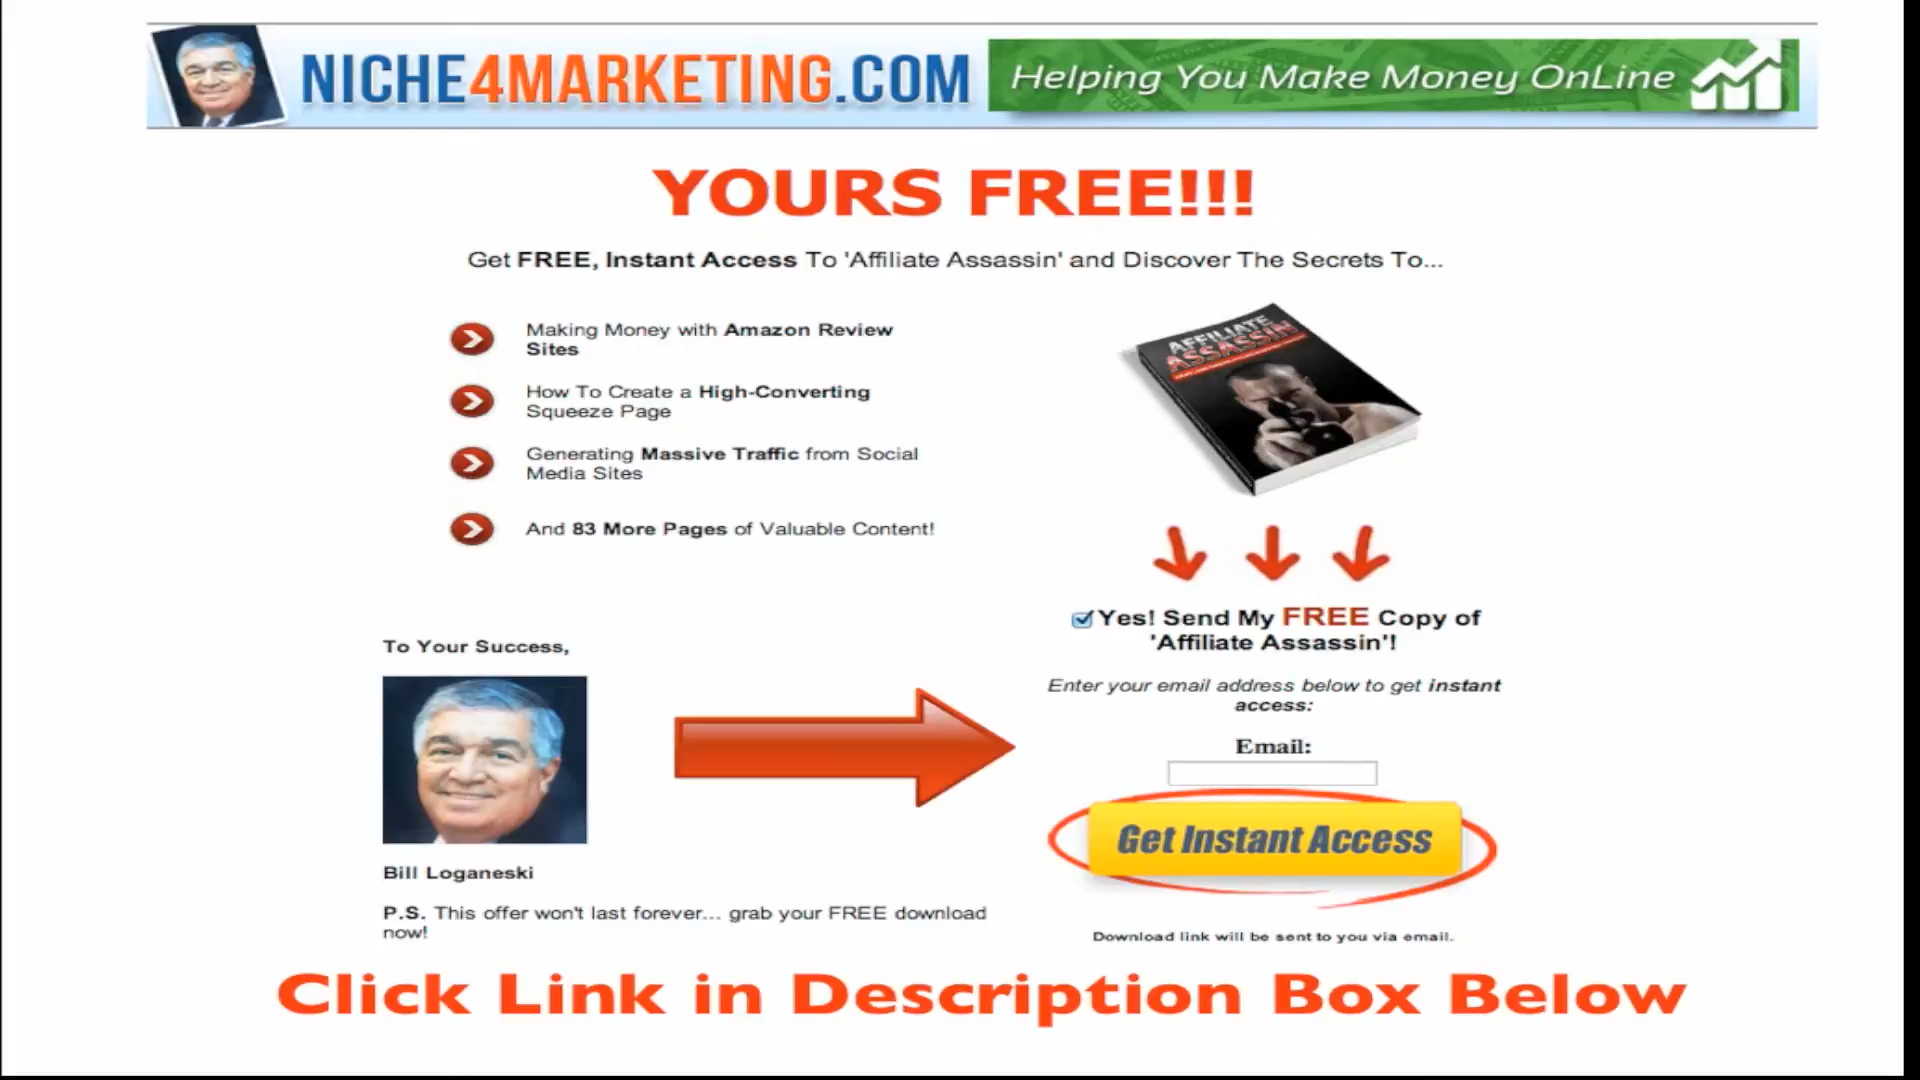 NICHE4MARKETING.COM
Helping You Make Money OnLine
YOURS FREE!!!
Get FREE, Instant Access To 'Affiliate Assassin' and Discover The Secrets To...
Making Money with Amazon Review
Sites
How To Create a High-Converting
Squeeze Page
Generating Massive Traffic from Social
Media Sites
And 83 More Pages of Valuable Content!
AFFILIATE
ASSASSIN
Yes! Send My FREE Copy of
'Affiliate Assassin'!
Enter your email address below to get instant
access:
Email:
Get Instant Access
Download link will be sent to you via email.
To Your Success,
Bill Loganeski
P.S. This offer won't last forever... grab your FREE download
now!
Click Link in Description Box Below